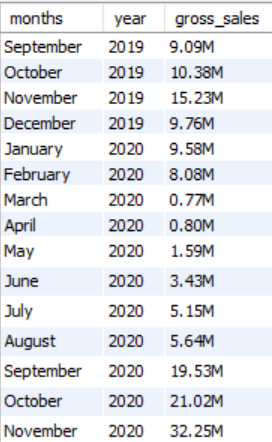 months year gross_sales
September 2019 9.09M
October 2019 10.38M
November 2019 15.23M
December 2019 9.76M
January 2020 9.58M
February 2020 8.08M
March 2020 0.77M
April 2020 0.80M
May 2020 1.59M
June 2020 3.43M
July 2020 5.15M
August 2020 5.64M
September 2020 19.53M
October 2020 21.02M
November 2020 32.25M